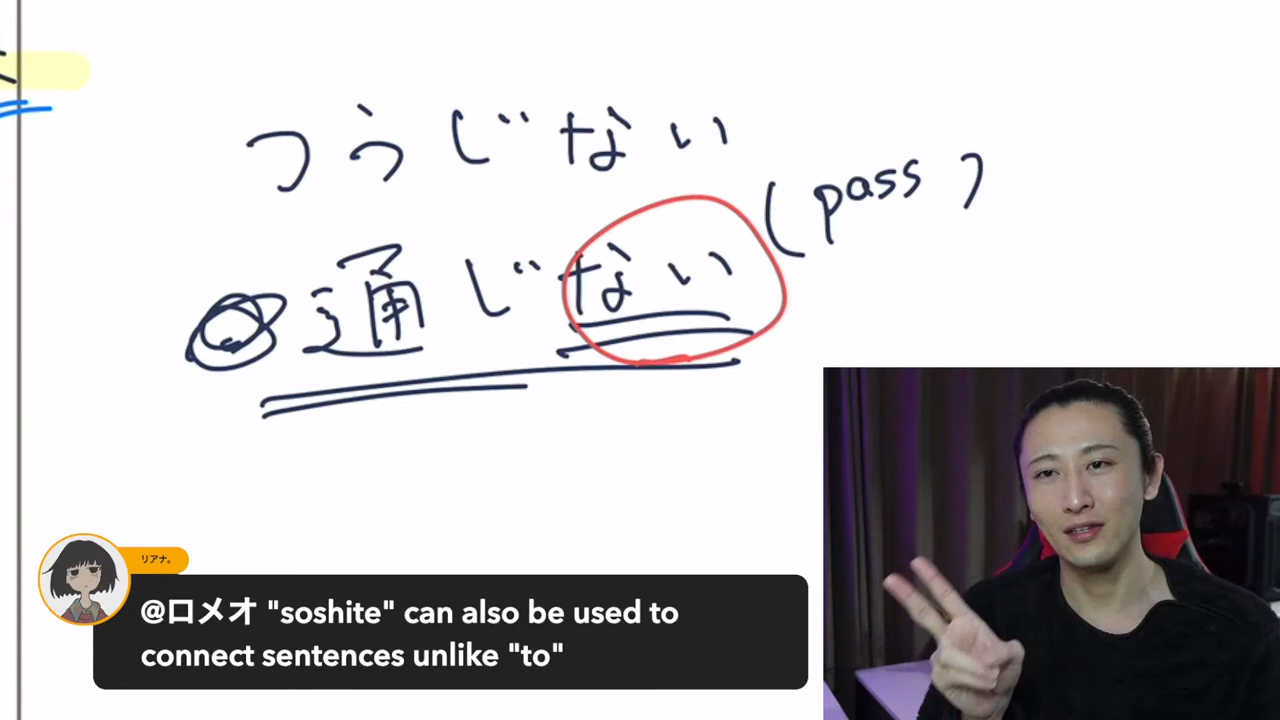 つうじない
(pass)
通じない
リアナ。
@ロメオ "soshite" can also be used to
connect sentences unlike "to"